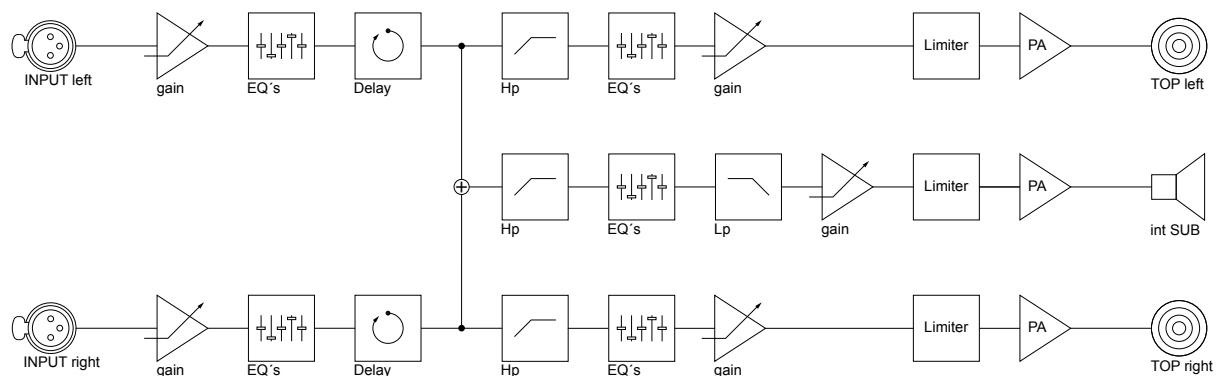 Limiter
PA
INPUT left
gain
EQ´s
Delay
Hp
EQ´s
gain
TOP left
Limiter
PA
Hp
EQ´s
Lp
gain
int SUB
Limiter
PA
INPUT right
gain
EQ´s
Delay
Hp
EQ´s
gain
TOP right